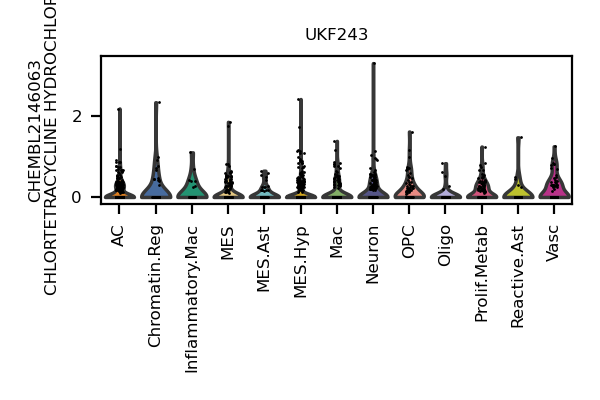 UKF243
CHEMBL2146063
CHLORTETRACYCLINE
2
0
AC
Chromatin.Reg
Inflammatory.Mac
MES
MES.Ast
MES.Hyp
Mac
Neuron
OPC
Oligo
Prolif.Metab
Reactive.Ast
Vasc